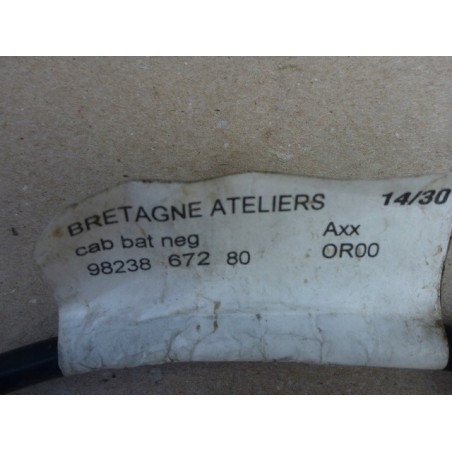 BRETAGNE ATELIERS 14/30
cab bat neg Axx
98238 672 80 OR00